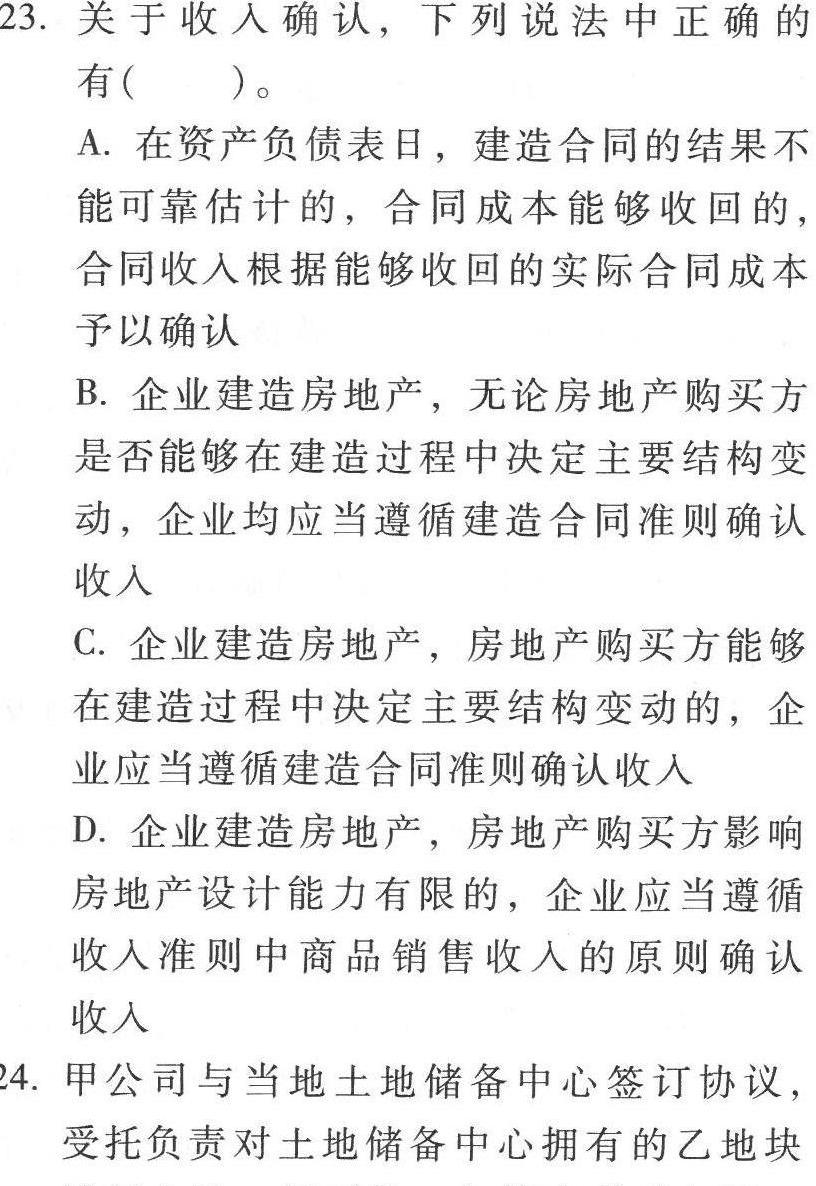 23. 关于收入确认，下列说法中正确的
有(　　)。
A. 在资产负债表日，建造合同的结果不
能可靠估计的，合同成本能够收回的，
合同收入根据能够收回的实际合同成本
予以确认
B. 企业建造房地产，无论房地产购买方
是否能够在建造过程中决定主要结构变
动，企业均应当遵循建造合同准则确认
收入
C. 企业建造房地产，房地产购买方能够
在建造过程中决定主要结构变动的，企
业应当遵循建造合同准则确认收入
D. 企业建造房地产，房地产购买方影响
房地产设计能力有限的，企业应当遵循
收入准则中商品销售收入的原则确认
收入
24. 甲公司与当地土地储备中心签订协议，
受托负责对土地储备中心拥有的乙地块